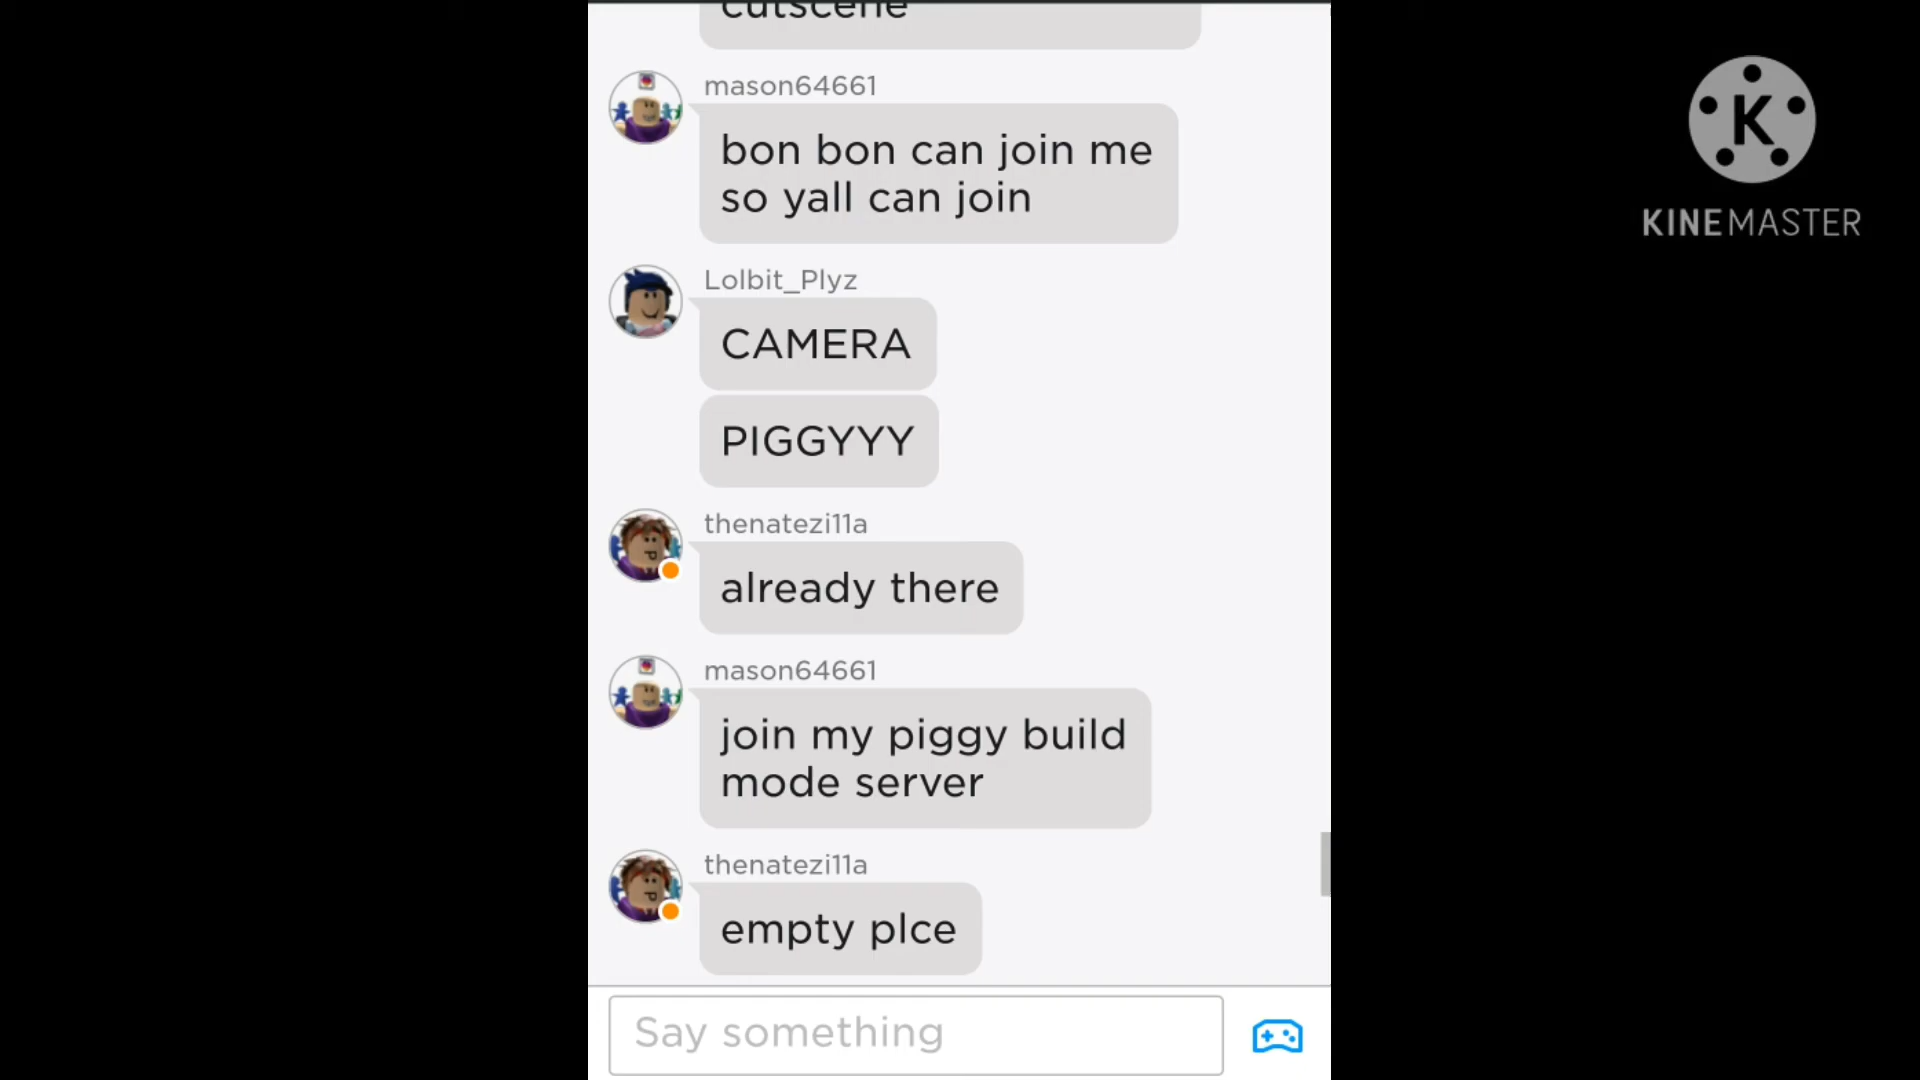 cutscene
mason64661
bon bon can join me
so yall can join
Lolbit_Plyz
CAMERA
PIGGYYY
thenatezi11a
already there
mason64661
join my piggy build
mode server
thenatezi11a
empty plce
Say something
K
KINEMASTER